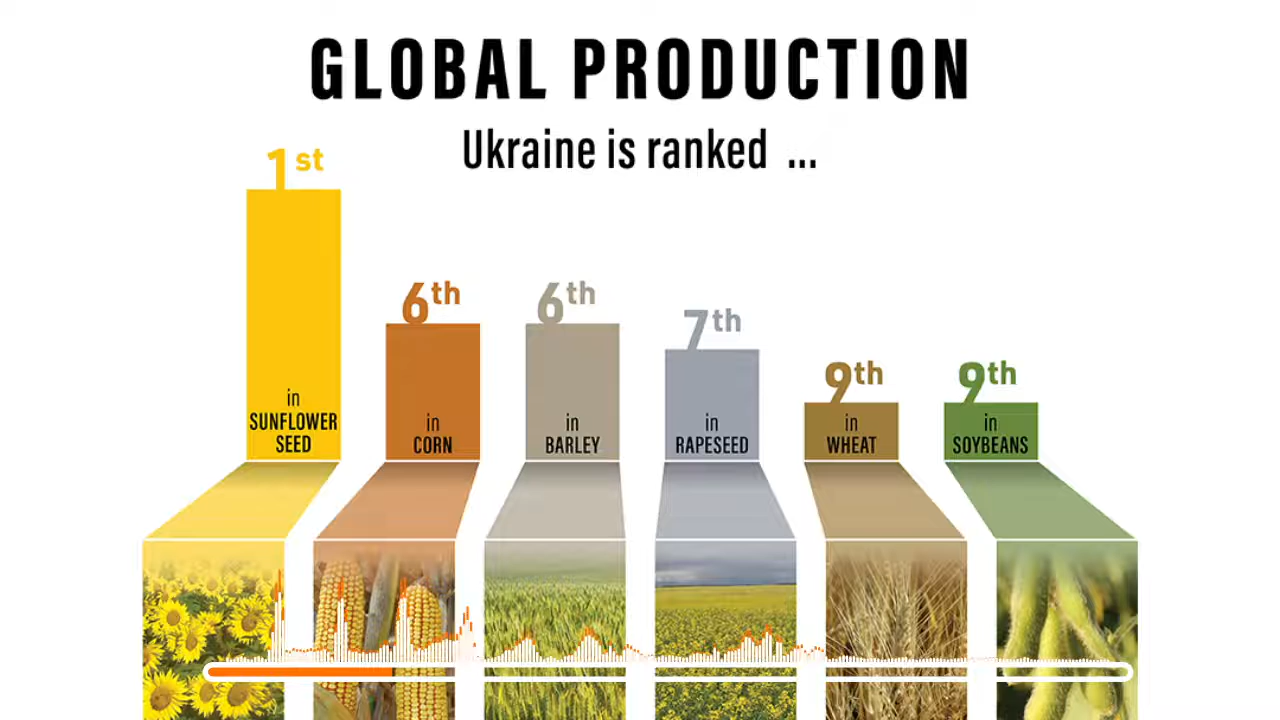 GLOBAL PRODUCTION
Ukraine is ranked ...
1st
in
SUNFLOWER
SEED
6th
in
CORN
6th
in
BARLEY
7th
in
RAPESEED
9th
in
WHEAT
9th
in
SOYBEANS